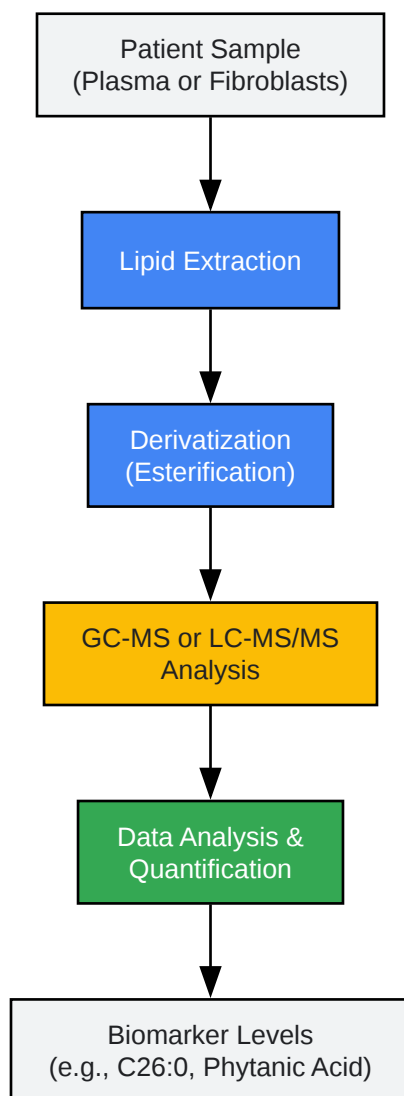 Patient Sample
(Plasma or Fibroblasts)
Lipid Extraction
Derivatization
(Esterification)
GC-MS or LC-MS/MS
Analysis
Data Analysis &
Quantification
Biomarker Levels
(e.g., C26:0, Phytanic Acid)